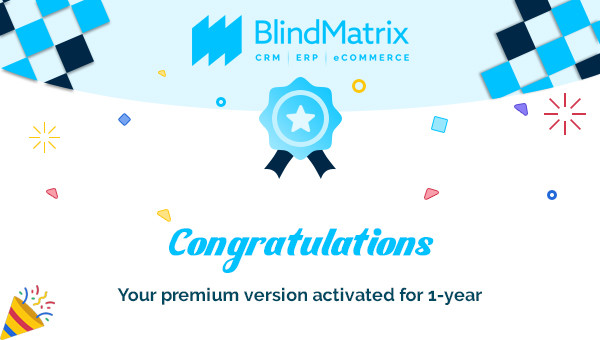 BlindMatrix
CRM | ERP | eCOMMERCE
Congratulations
Your premium version activated for 1-year